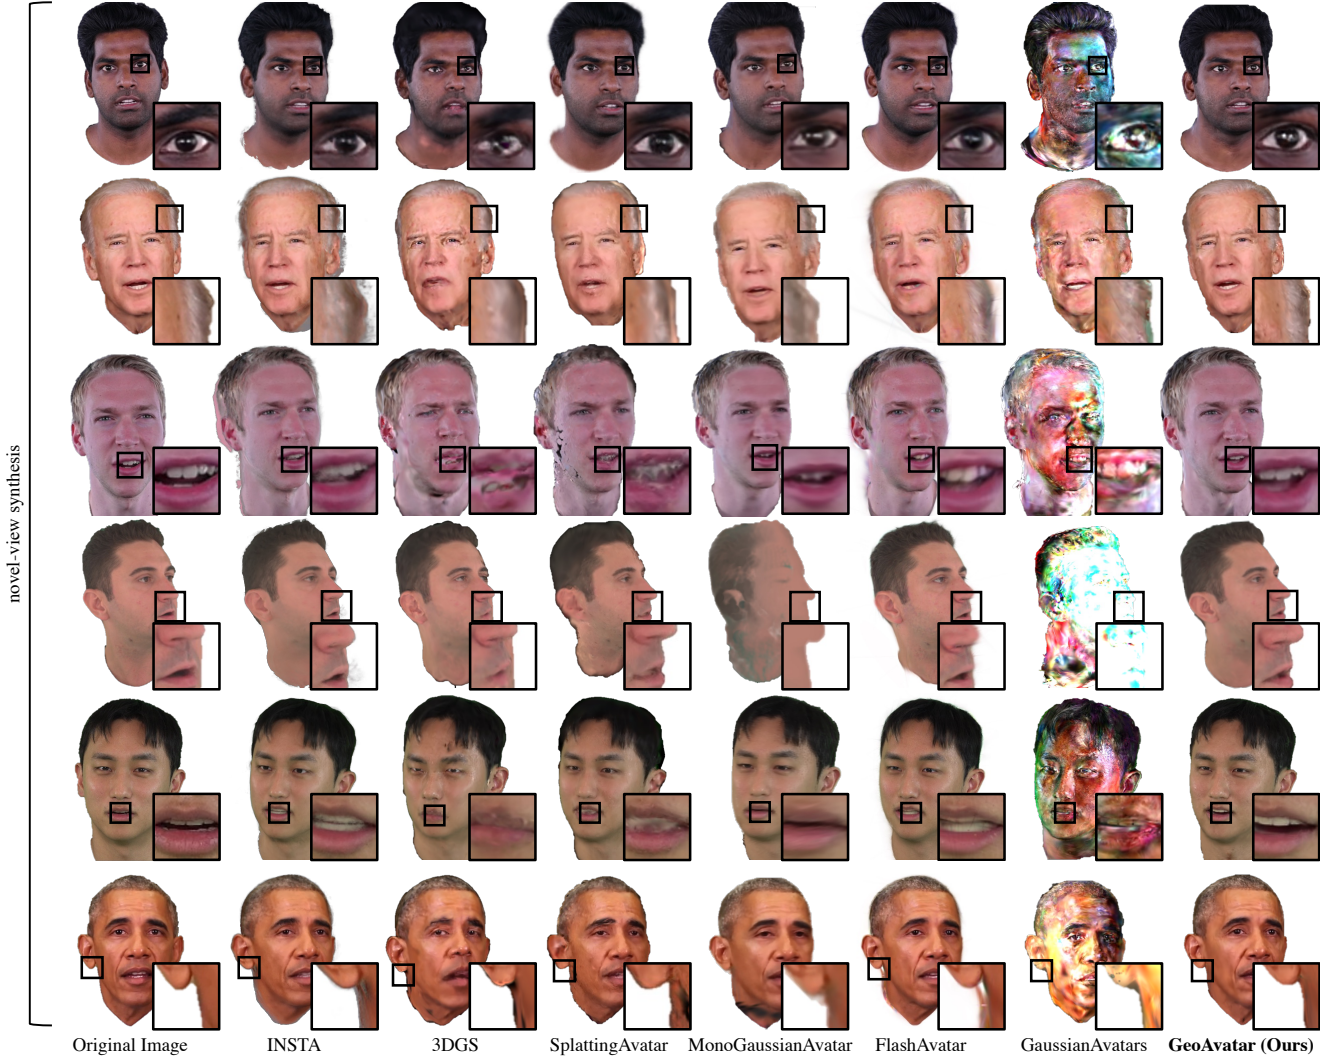 novel-view synthesis
Original Image
INSTA
3DGS
SplattingAvatar
MonoGaussianAvatar
FlashAvatar
GaussianAvatars
GeoAvatar (Ours)